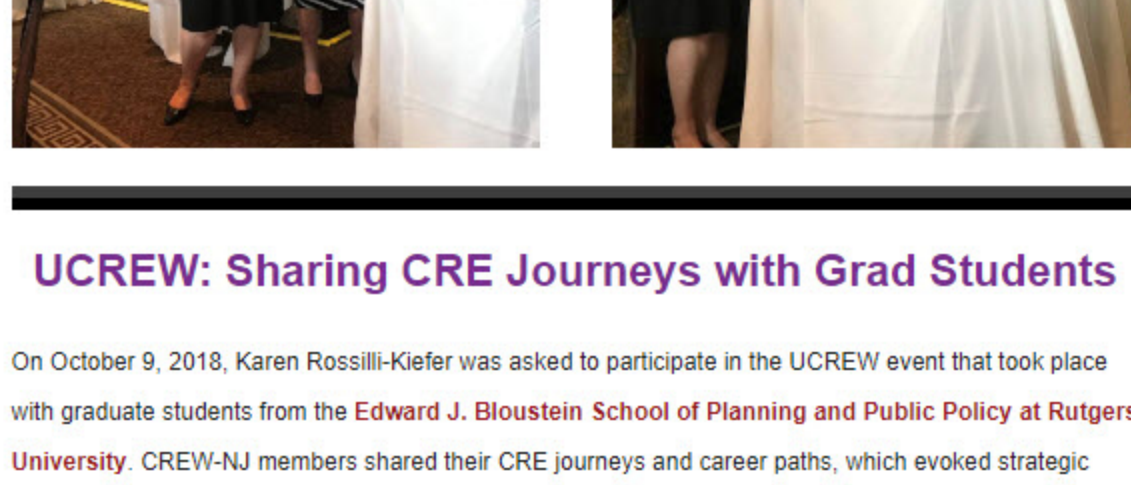 UCREW: Sharing CRE Journeys with Grad Students
On October 9, 2018, Karen Rossilli-Kiefer was asked to participate in the UCREW event that took place
with graduate students from the Edward J. Bloustein School of Planning and Public Policy at Rutgers
University. CREW-NJ members shared their CRE journeys and career paths, which evoked strategic